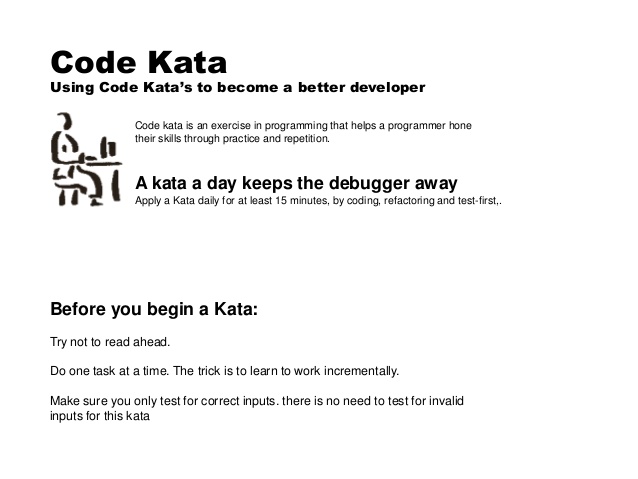 Code Kata
Using Code Kata’s to become a better developer
Code kata is an exercise in programming that helps a programmer hone
their skills through practice and repetition.
A kata a day keeps the debugger away
Apply a Kata daily for at least 15 minutes, by coding, refactoring and test-first,.
Before you begin a Kata:
Try not to read ahead.
Do one task at a time. The trick is to learn to work incrementally.
Make sure you only test for correct inputs. there is no need to test for invalid
inputs for this kata